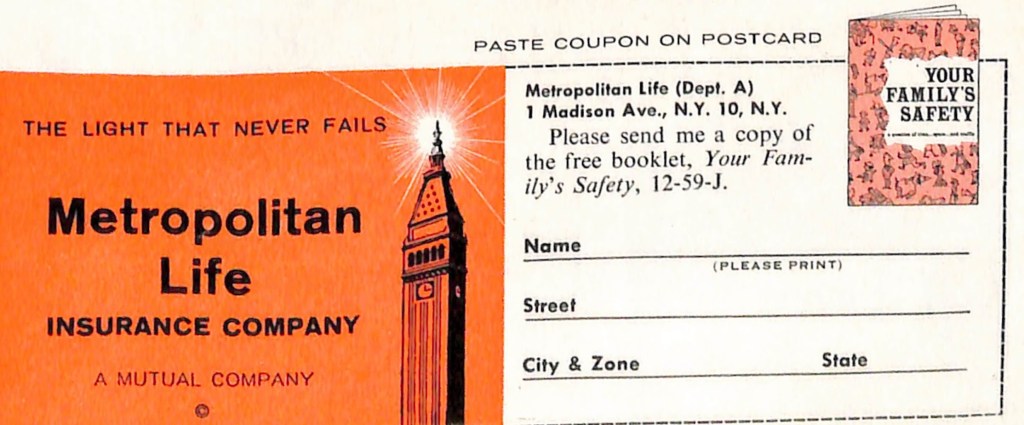 THE LIGHT THAT NEVER FAILS
Metropolitan
Life
INSURANCE COMPANY
A MUTUAL COMPANY
©
PASTE COUPON ON POSTCARD
Metropolitan Life (Dept. A)
1 Madison Ave., N.Y. 10, N.Y.
Please send me a copy of
the free booklet, Your Fam-
ily's Safety, 12-59-J.
YOUR
FAMILY'S
SAFETY
Name
(PLEASE PRINT)
Street
City & Zone State